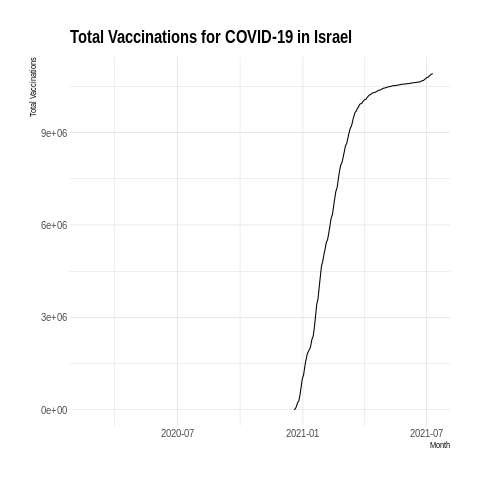 Total Vaccinations for COVID-19 in Israel
Total Vaccinations
9e+06
6e+06
3e+06
0e+00
2020-07 2021-01 2021-07
Month